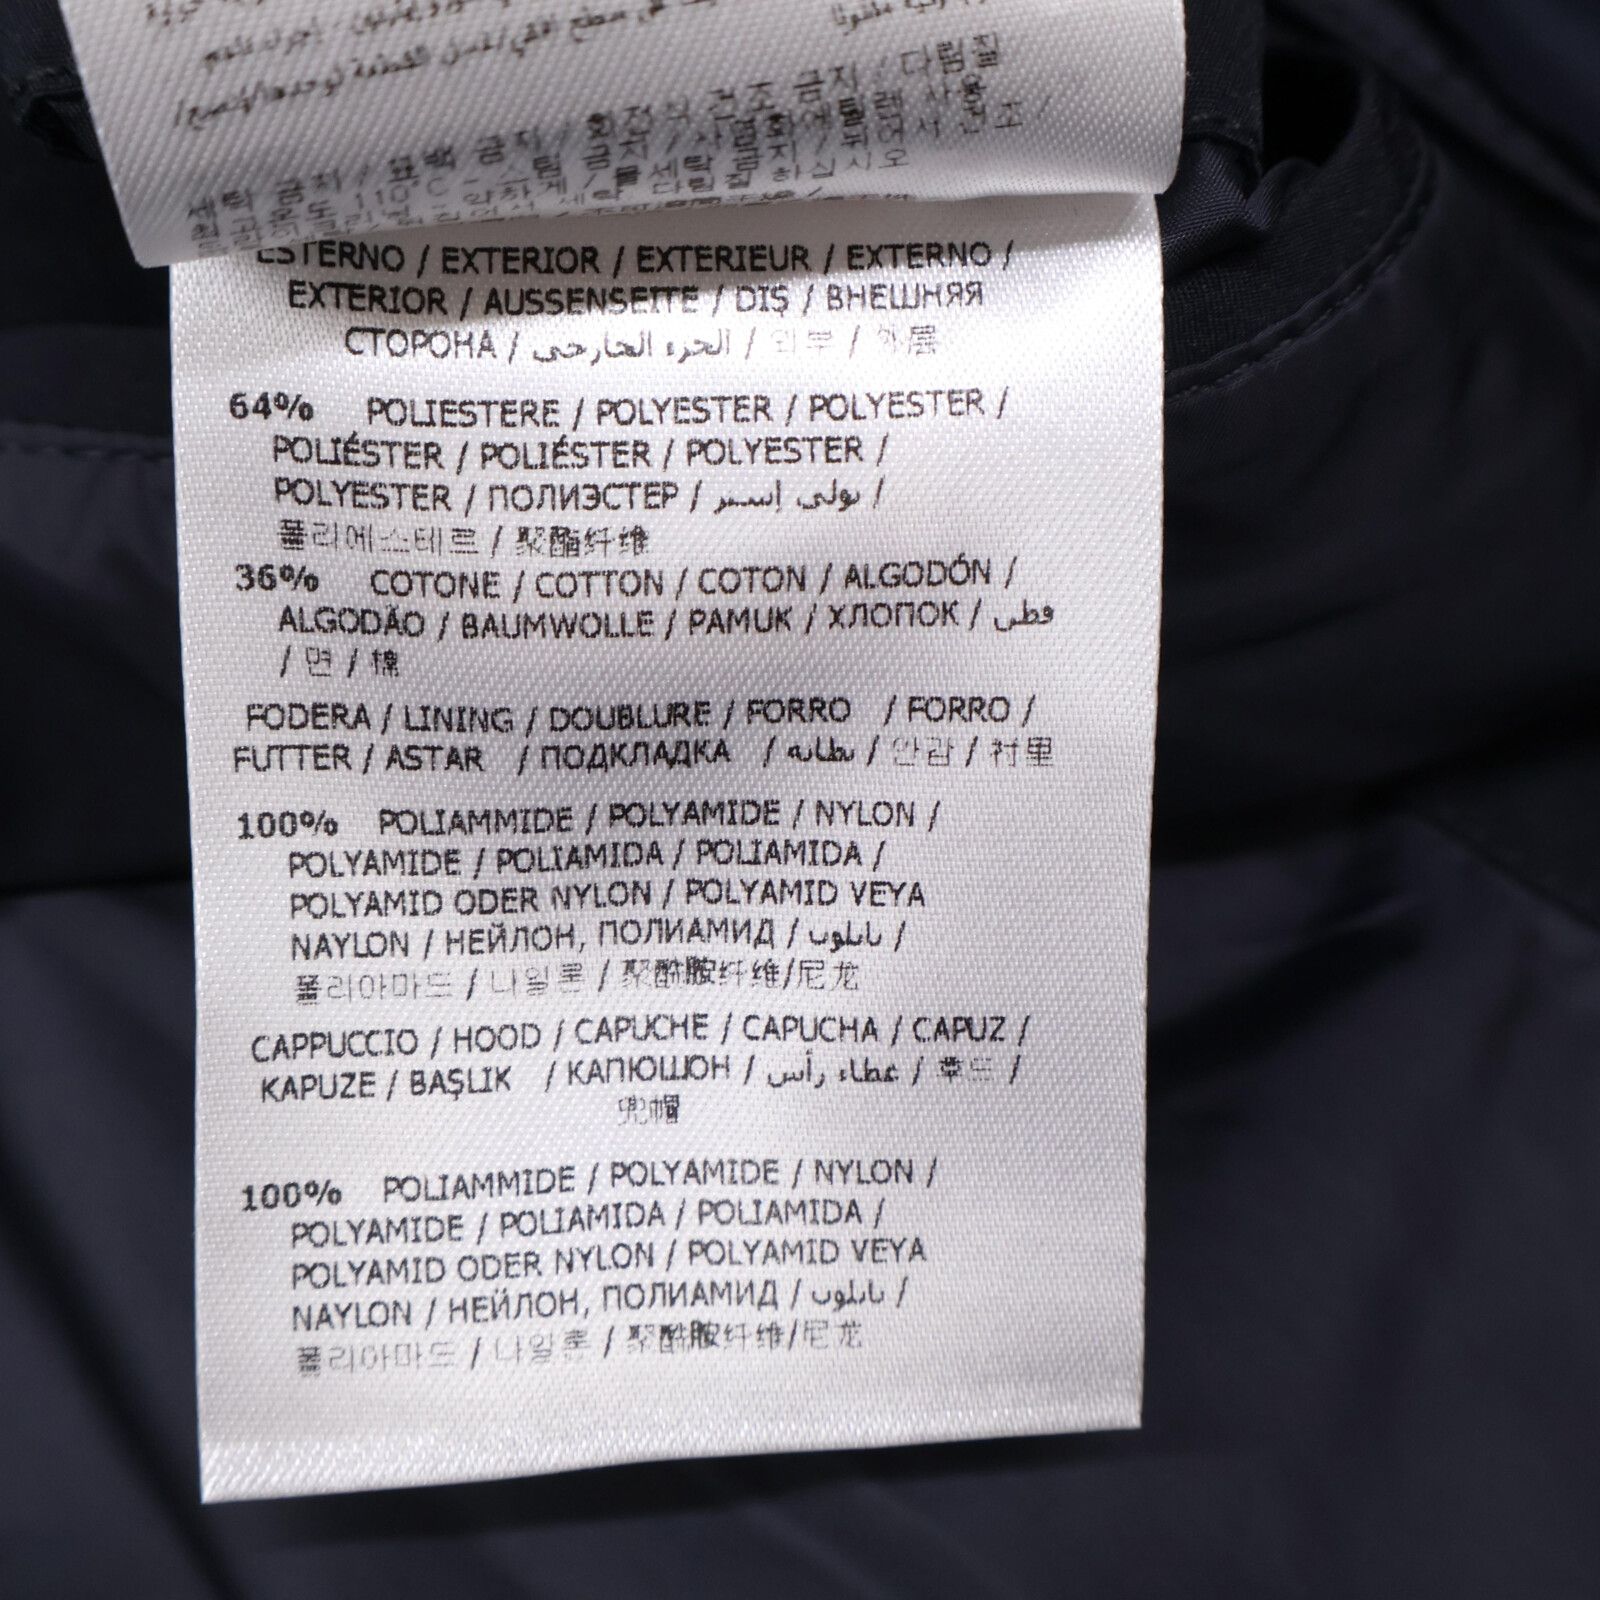 금지 / 다림질
ESTERNO / EXTERIOR / EXTERIEUR / EXTERNO /
EXTERIOR / AUSSENSEITE / DIŞ / ВНЕШНЯЯ
СТОРОНА / الجزء الخارجي / 외부 / 外层
64% POLIESTERE / POLYESTER / POLYESTER /
POLIÉSTER / POLIÉSTER / POLYESTER /
POLYESTER / ПОЛИЭСТЕР / بولي إستر /
폴리에스테르 / 聚酯纤维
36% COTONE / COTTON / COTON / ALGODÓN /
ALGODÃO / BAUMWOLLE / PAMUK / ХЛОПОК / قطن
/ 면 / 棉
FODERA / LINING / DOUBLURE / FORRO / FORRO /
FUTTER / ASTAR / ПОДКЛАДКА / بطانه / 안감 / 衬里
100% POLIAMMIDE / POLYAMIDE / NYLON /
POLYAMIDE / POLIAMIDA / POLIAMIDA /
POLYAMID ODER NYLON / POLYAMID VEYA
NAYLON / НЕЙЛОН, ПОЛИАМИД / نايلون /
폴리아마드 / 나일론 / 聚酰胺纤维/尼龙
CAPPUCCIO / HOOD / CAPUCHE / CAPUCHA / CAPUZ /
KAPUZE / BAŞLIK / КАПЮШОН / غطاء رأس / 후드 /
兜帽
100% POLIAMMIDE / POLYAMIDE / NYLON /
POLYAMIDE / POLIAMIDA / POLIAMIDA /
POLYAMID ODER NYLON / POLYAMID VEYA
NAYLON / НЕЙЛОН, ПОЛИАМИД / نايلون /
폴리아마드 / 나일론 / 聚酰胺纤维/尼龙